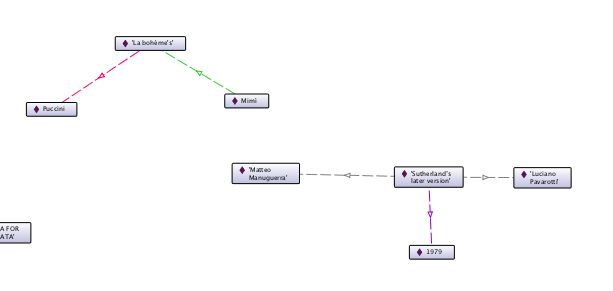 'La bohème's'
Puccini
Mimì
'Matteo
Manuguerra'
'Sutherland's
later version'
'Luciano
Pavarotti'
A FOR
ATA'
1979